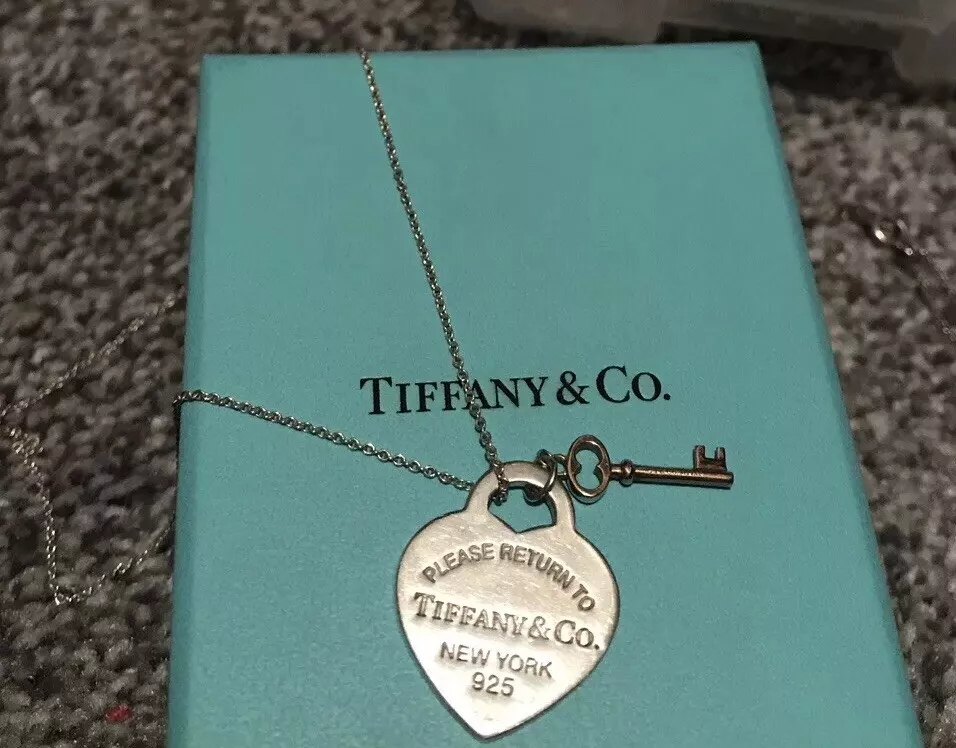 TIFFANY & CO.
PLEASE RETURN TO
TIFFANY & CO.
NEW YORK
925